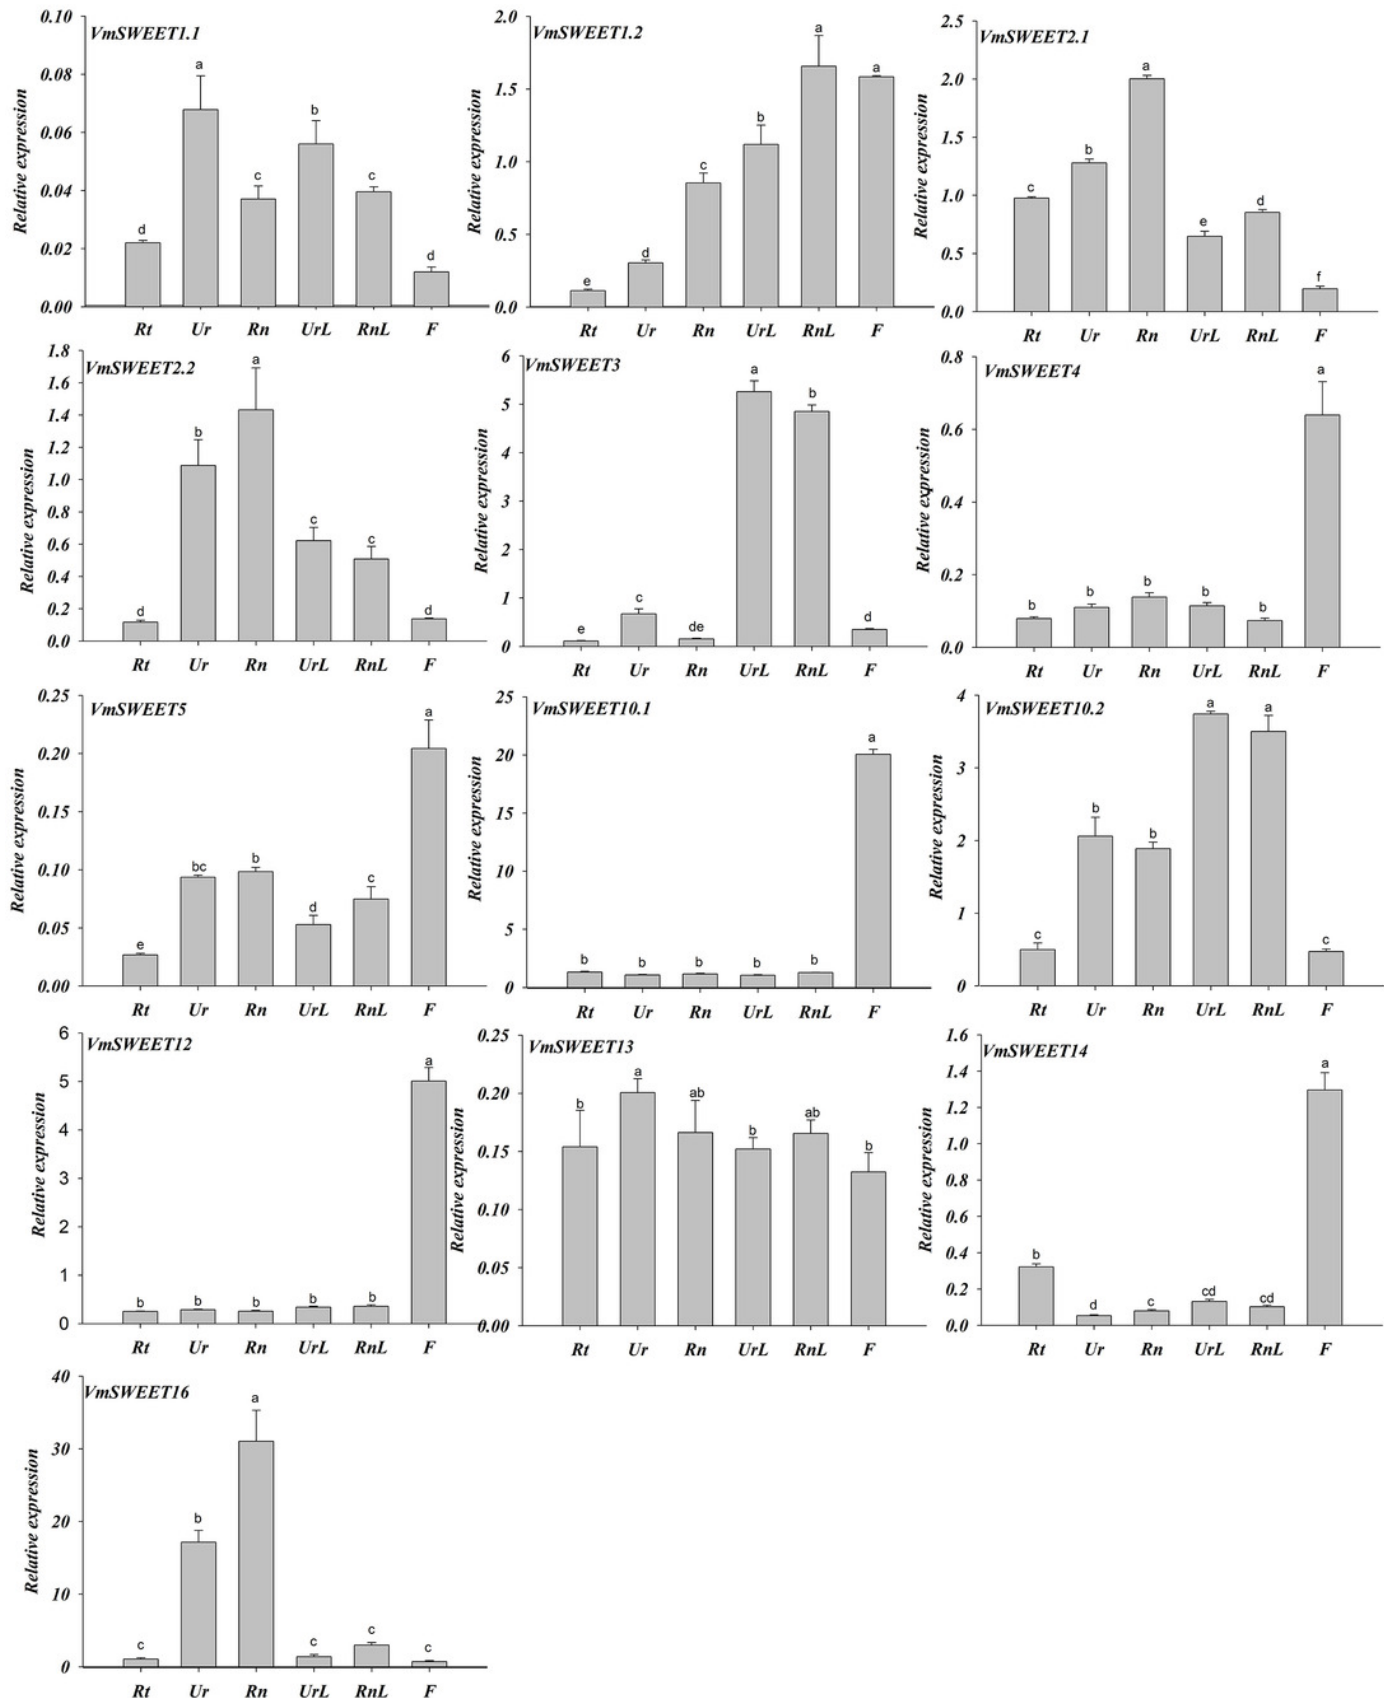 VmSWEET1.1
Relative expression
0.10
0.08
0.06
0.04
0.02
0.00
d
a
c
b
c
d
Rt Ur Rn UrL RnL F
VmSWEET1.2
Relative expression
2.0
1.5
1.0
0.5
0.0
e
d
c
b
a
a
Rt Ur Rn UrL RnL F
VmSWEET2.1
Relative expression
2.5
2.0
1.5
1.0
0.5
0.0
c
b
a
e
d
f
Rt Ur Rn UrL RnL F
VmSWEET2.2
Relative expression
1.8
1.6
1.4
1.2
1.0
0.8
0.6
0.4
0.2
0.0
d
b
a
c
c
d
Rt Ur Rn UrL RnL F
VmSWEET3
Relative expression
6
5
4
3
2
1
0
e
c
de
a
b
d
Rt Ur Rn UrL RnL F
VmSWEET4
Relative expression
0.8
0.6
0.4
0.2
0.0
b
b
b
b
b
a
Rt Ur Rn UrL RnL F
VmSWEET5
Relative expression
0.25
0.20
0.15
0.10
0.05
0.00
e
bc
b
d
c
a
Rt Ur Rn UrL RnL F
VmSWEET10.1
Relative expression
25
20
15
10
5
0
b
b
b
b
b
a
Rt Ur Rn UrL RnL F
VmSWEET10.2
Relative expression
4
3
2
1
0
c
b
b
a
a
c
Rt Ur Rn UrL RnL F
VmSWEET12
Relative expression
6
5
4
3
2
1
0
b
b
b
b
b
a
Rt Ur Rn UrL RnL F
VmSWEET13
Relative expression
0.25
0.20
0.15
0.10
0.05
0.00
b
a
ab
b
ab
b
Rt Ur Rn UrL RnL F
VmSWEET14
Relative expression
1.6
1.4
1.2
1.0
0.8
0.6
0.4
0.2
0.0
b
d
c
cd
cd
a
Rt Ur Rn UrL RnL F
VmSWEET16
Relative expression
40
30
20
10
0
c
b
a
c
c
c
Rt Ur Rn UrL RnL F